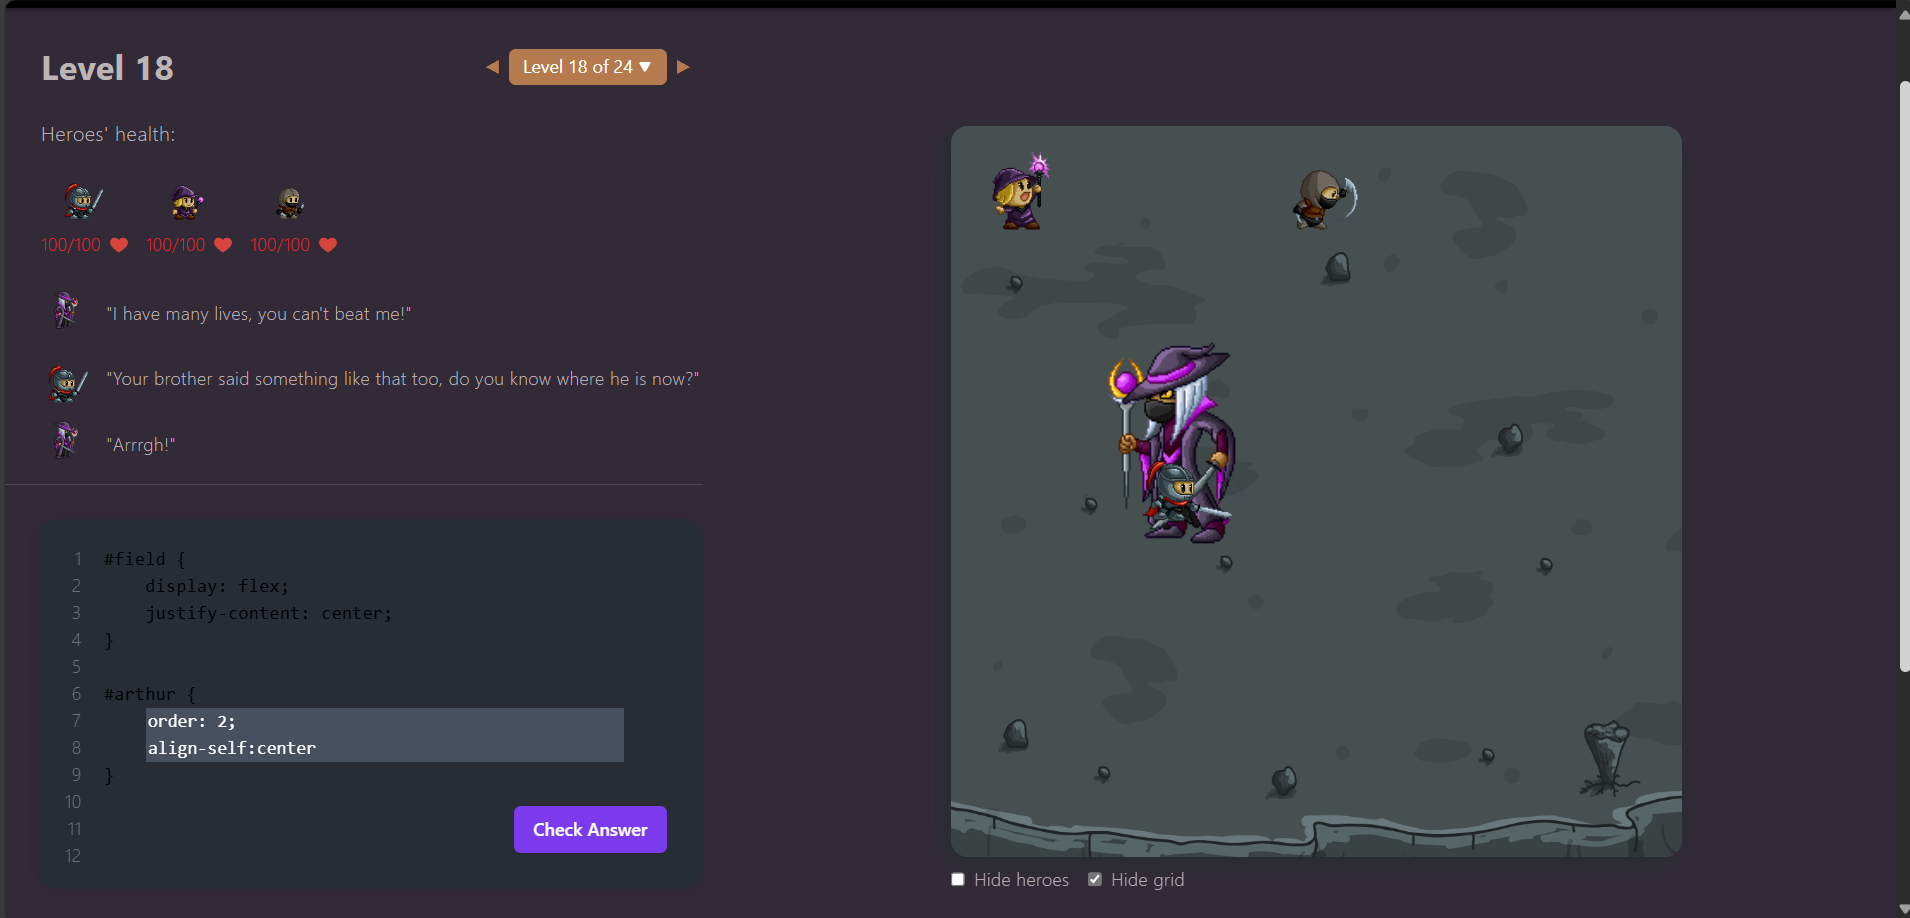 Level 18
◀ Level 18 of 24 ▼ ▶
Heroes' health:
100/100 100/100 100/100
"I have many lives, you can't beat me!"
"Your brother said something like that too, do you know where he is now?"
"Arrrgh!"
1 #field {
2 display: flex;
3 justify-content: center;
4 }
5
6 #arthur {
7 order: 2;
8 align-self:center
9 }
10
11
12
Check Answer
Hide heroes Hide grid